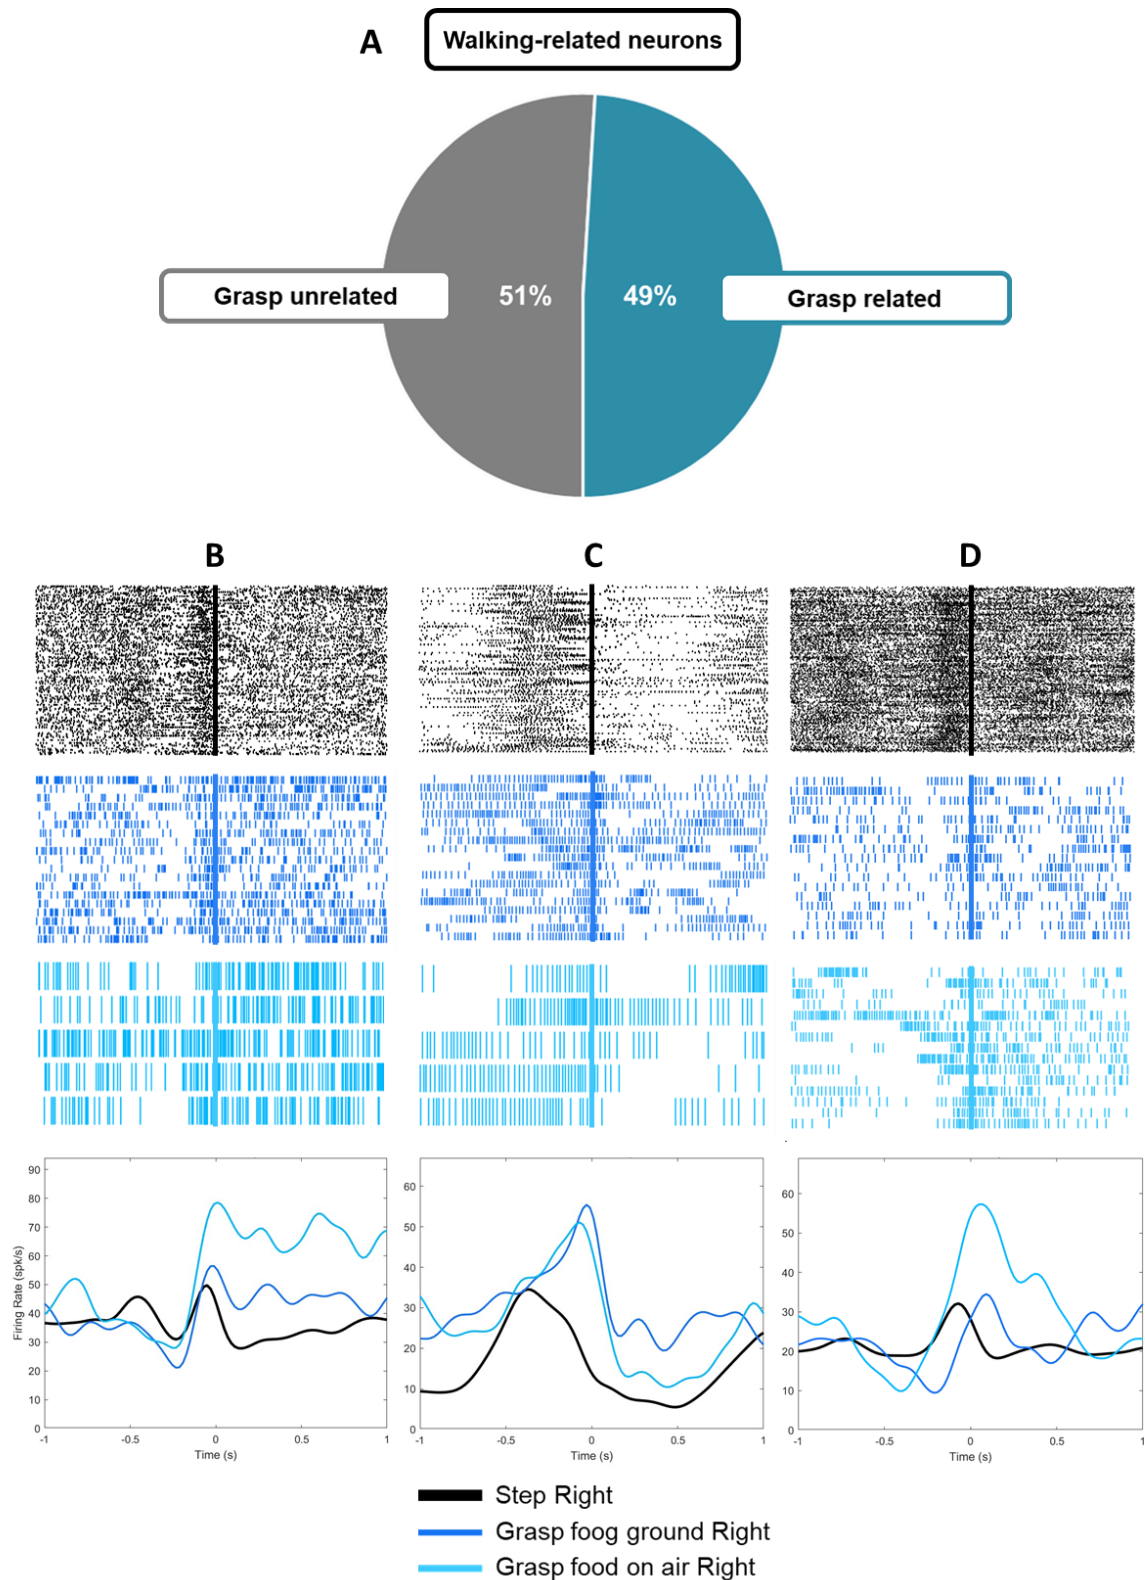 A
Walking-related neurons
Grasp unrelated
51%
49%
Grasp related
B
C
D
Firing Rate (spk/s)
90
80
70
60
50
40
30
20
10
0
-1
-0.5
0
0.5
1
Time (s)
60
50
40
30
20
10
0
-1
-0.5
0
0.5
1
Time (s)
60
50
40
30
20
10
0
-1
-0.5
0
0.5
1
Time (s)
Step Right
Grasp foog ground Right
Grasp food on air Right